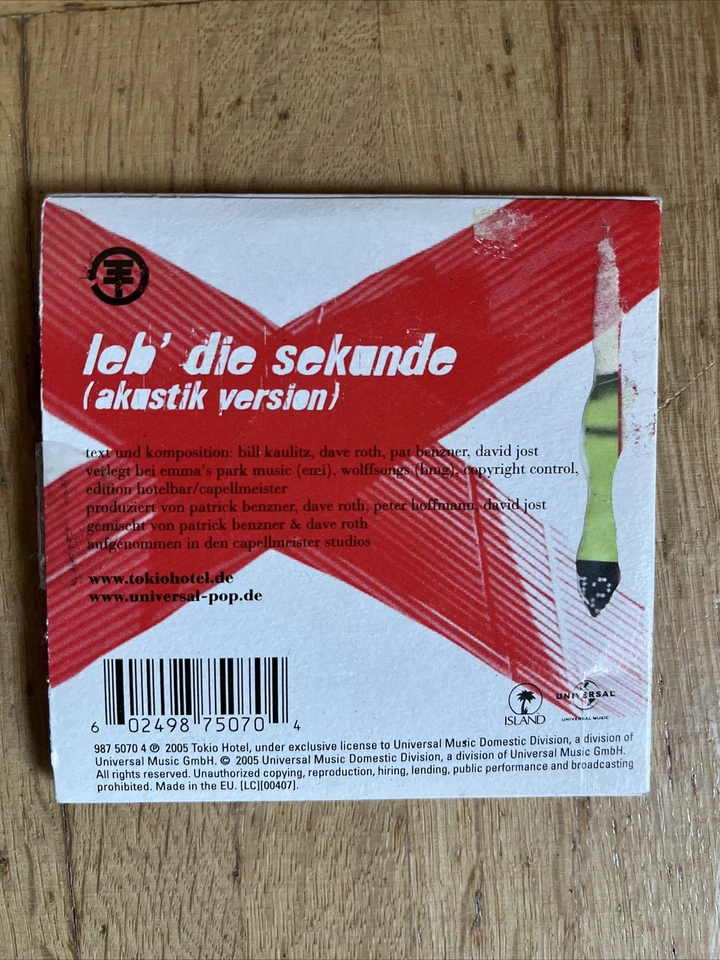 leb' die sekunde
(akustik version)
text und komposition: bill kaulitz, dave roth, pat benzner, david jost
verlegt bei emma's park music (emi), wolffsongs (bmg), copyright control,
edition hotelbar/capellmeister
produziert von patrick benzner, dave roth, peter hoffmann, david jost
gemischt von patrick benzner & dave roth
aufgenommen in den capellmeister studios
www.tokiohotel.de
www.universal-pop.de
6 02498 75070 4
ISLAND
UNIVERSAL
UNIVERSAL MUSIC
987 5070 4 ℗ 2005 Tokio Hotel, under exclusive license to Universal Music Domestic Division, a division of
Universal Music GmbH. © 2005 Universal Music Domestic Division, a division of Universal Music GmbH.
All rights reserved. Unauthorized copying, reproduction, hiring, lending, public performance and broadcasting
prohibited. Made in the EU. [LC][00407].